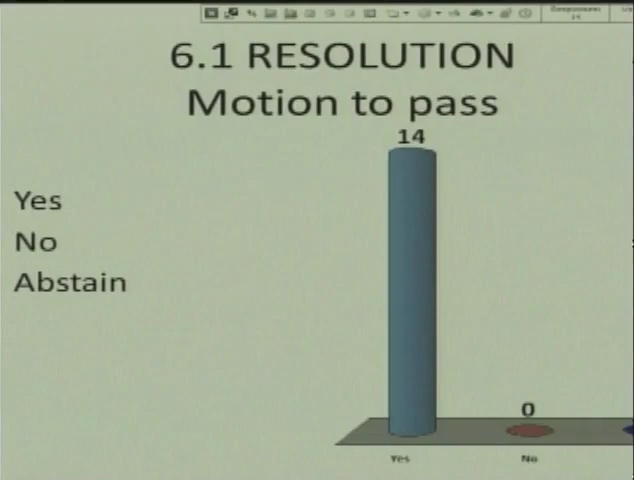 6.1 RESOLUTION
Motion to pass
14
Yes
No
Abstain
0
Yes
No